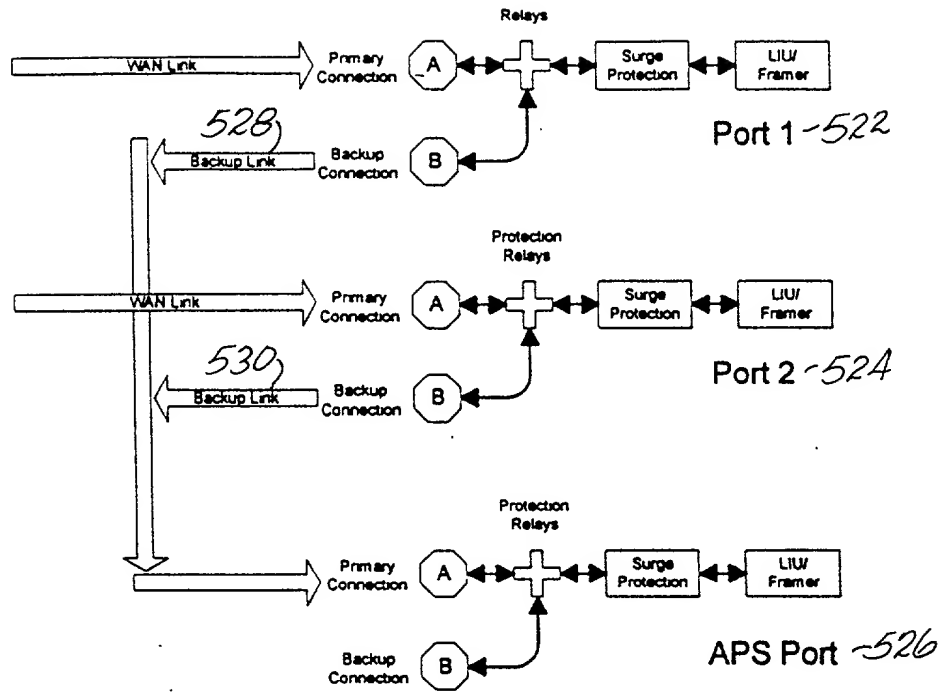 Relays
WAN Link
Primary
Connection
A
Surge
Protection
LIU/
Framer
Port 1 -522
528
Backup Link
Backup
Connection
B
Protection
Relays
WAN Link
Primary
Connection
A
Surge
Protection
LIU/
Framer
Port 2 -524
530
Backup Link
Backup
Connection
B
Protection
Relays
Primary
Connection
A
Surge
Protection
LIU/
Framer
APS Port -526
Backup
Connection
B